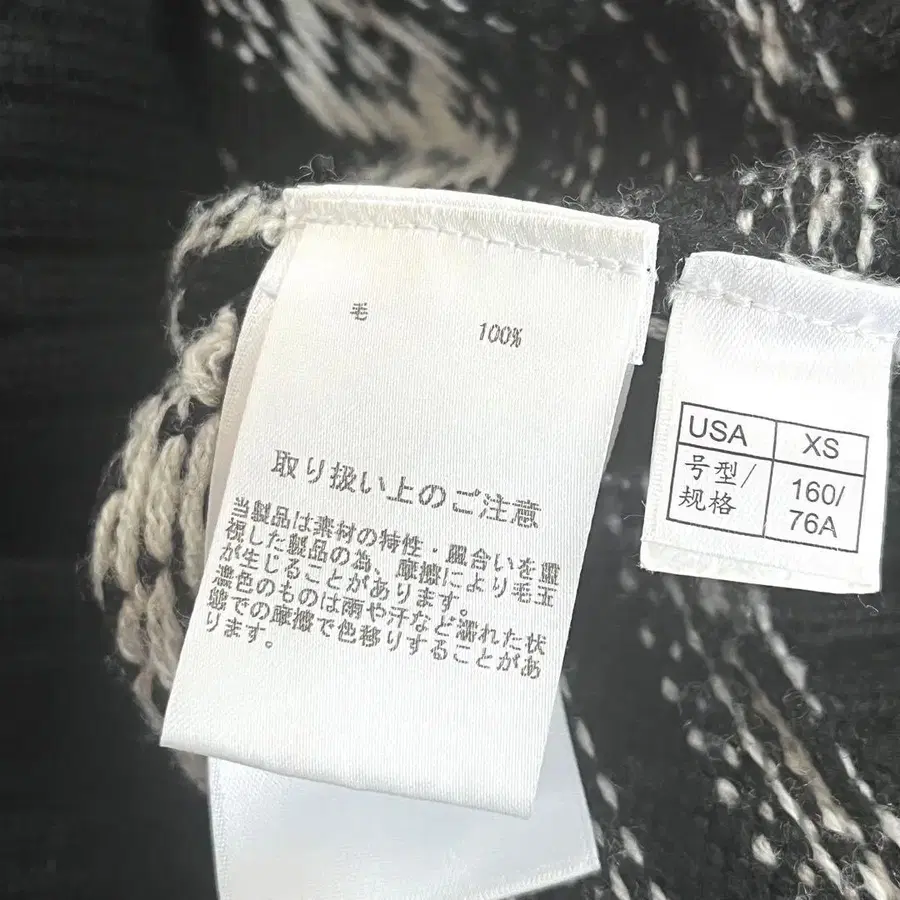 毛
100%
取り扱い上のご注意
当製品は素材の特性・風合いを重
視した製品の為、摩擦により毛玉
が生じることがあります。
濃色のものは雨や汗など濡れた状
態での摩擦で色移りすることがあ
ります。
USA XS
号型/ 160/
规格 76A